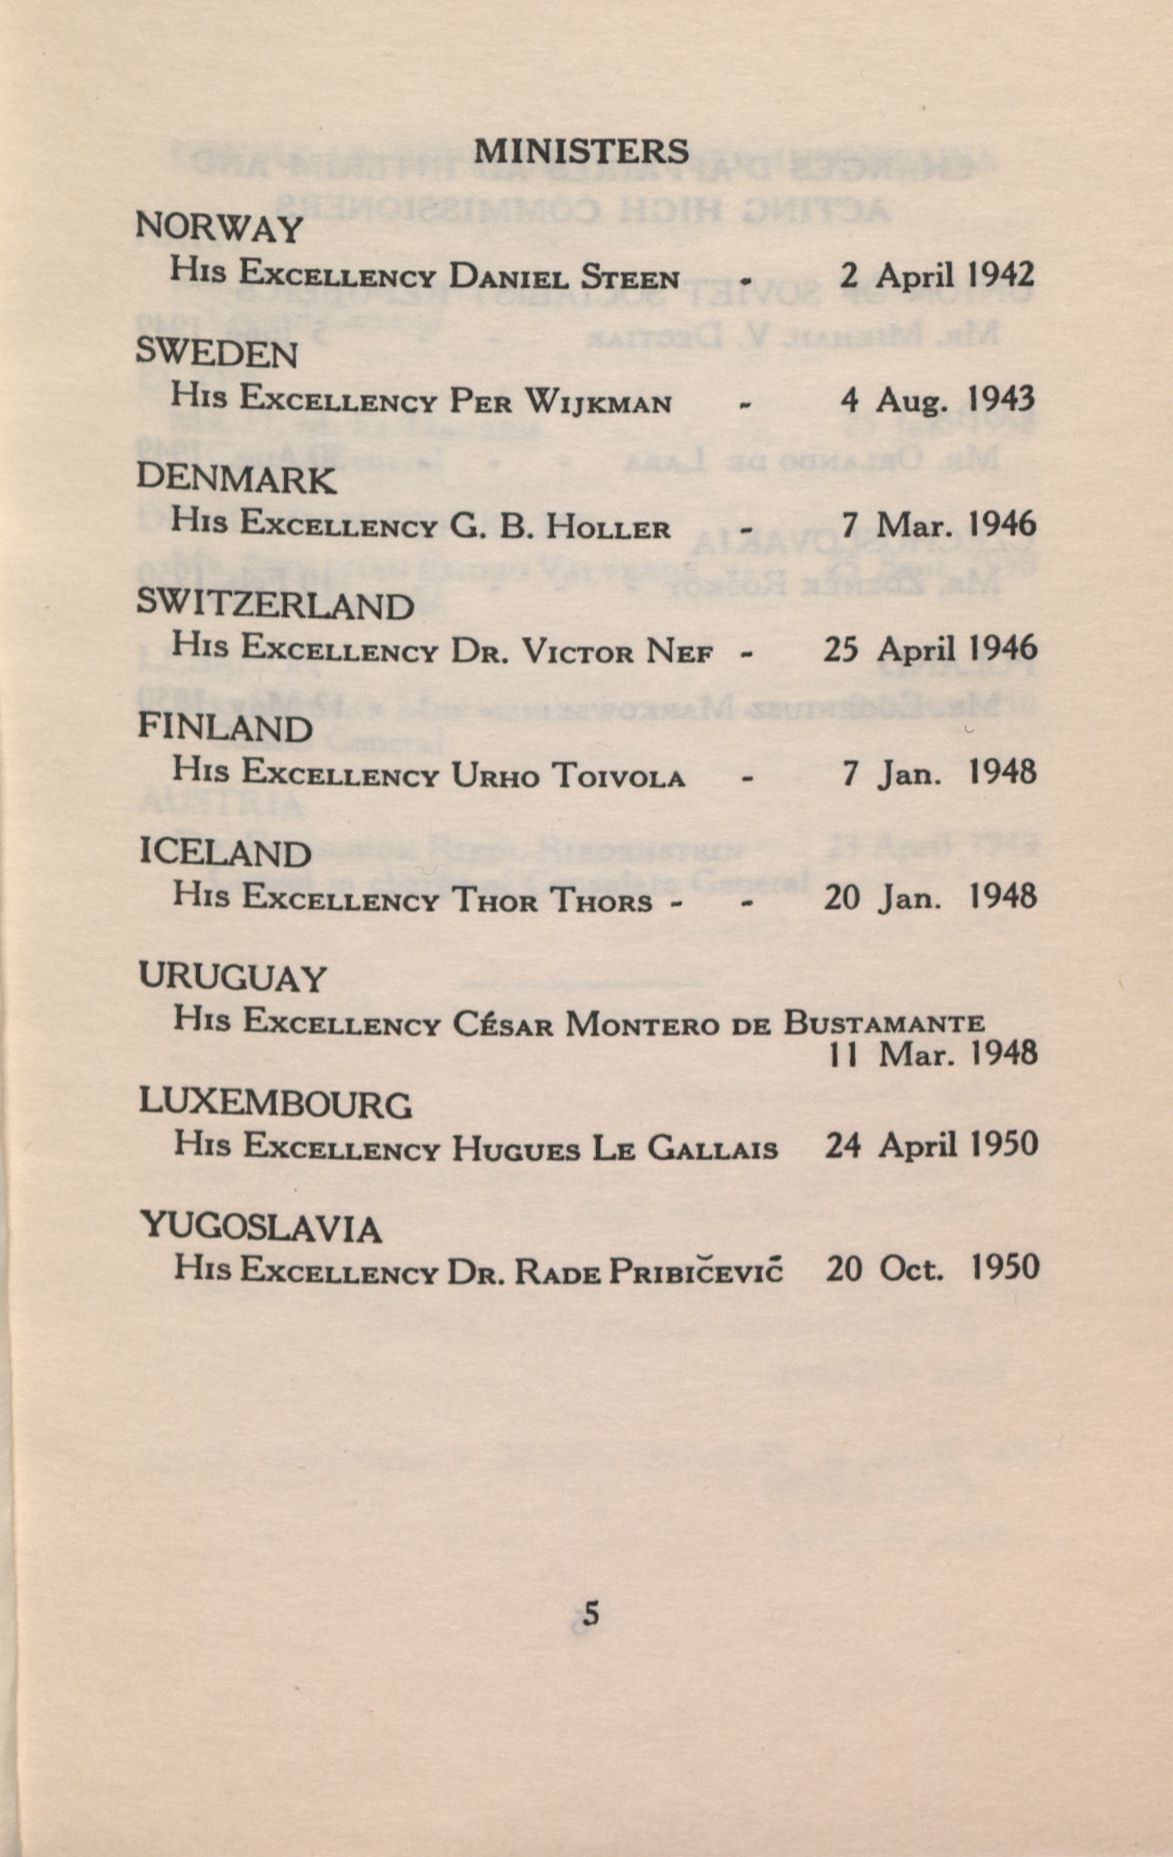 MINISTERS
NORWAY
His Excellency Daniel Steen - 2 April 1942
SWEDEN
His Excellency Per Wijkman - 4 Aug. 1943
DENMARK
His Excellency G. B. Holler - 7 Mar. 1946
SWITZERLAND
His Excellency Dr. Victor Nef - 25 April 1946
FINLAND
His Excellency Urho Toivola - 7 Jan. 1948
ICELAND
His Excellency Thor Thors - - 20 Jan. 1948
URUGUAY
His Excellency César Montero de Bustamante
11 Mar. 1948
LUXEMBOURG
His Excellency Hugues Le Gallais 24 April 1950
YUGOSLAVIA
His Excellency Dr. Rade Pribičevič 20 Oct. 1950
5